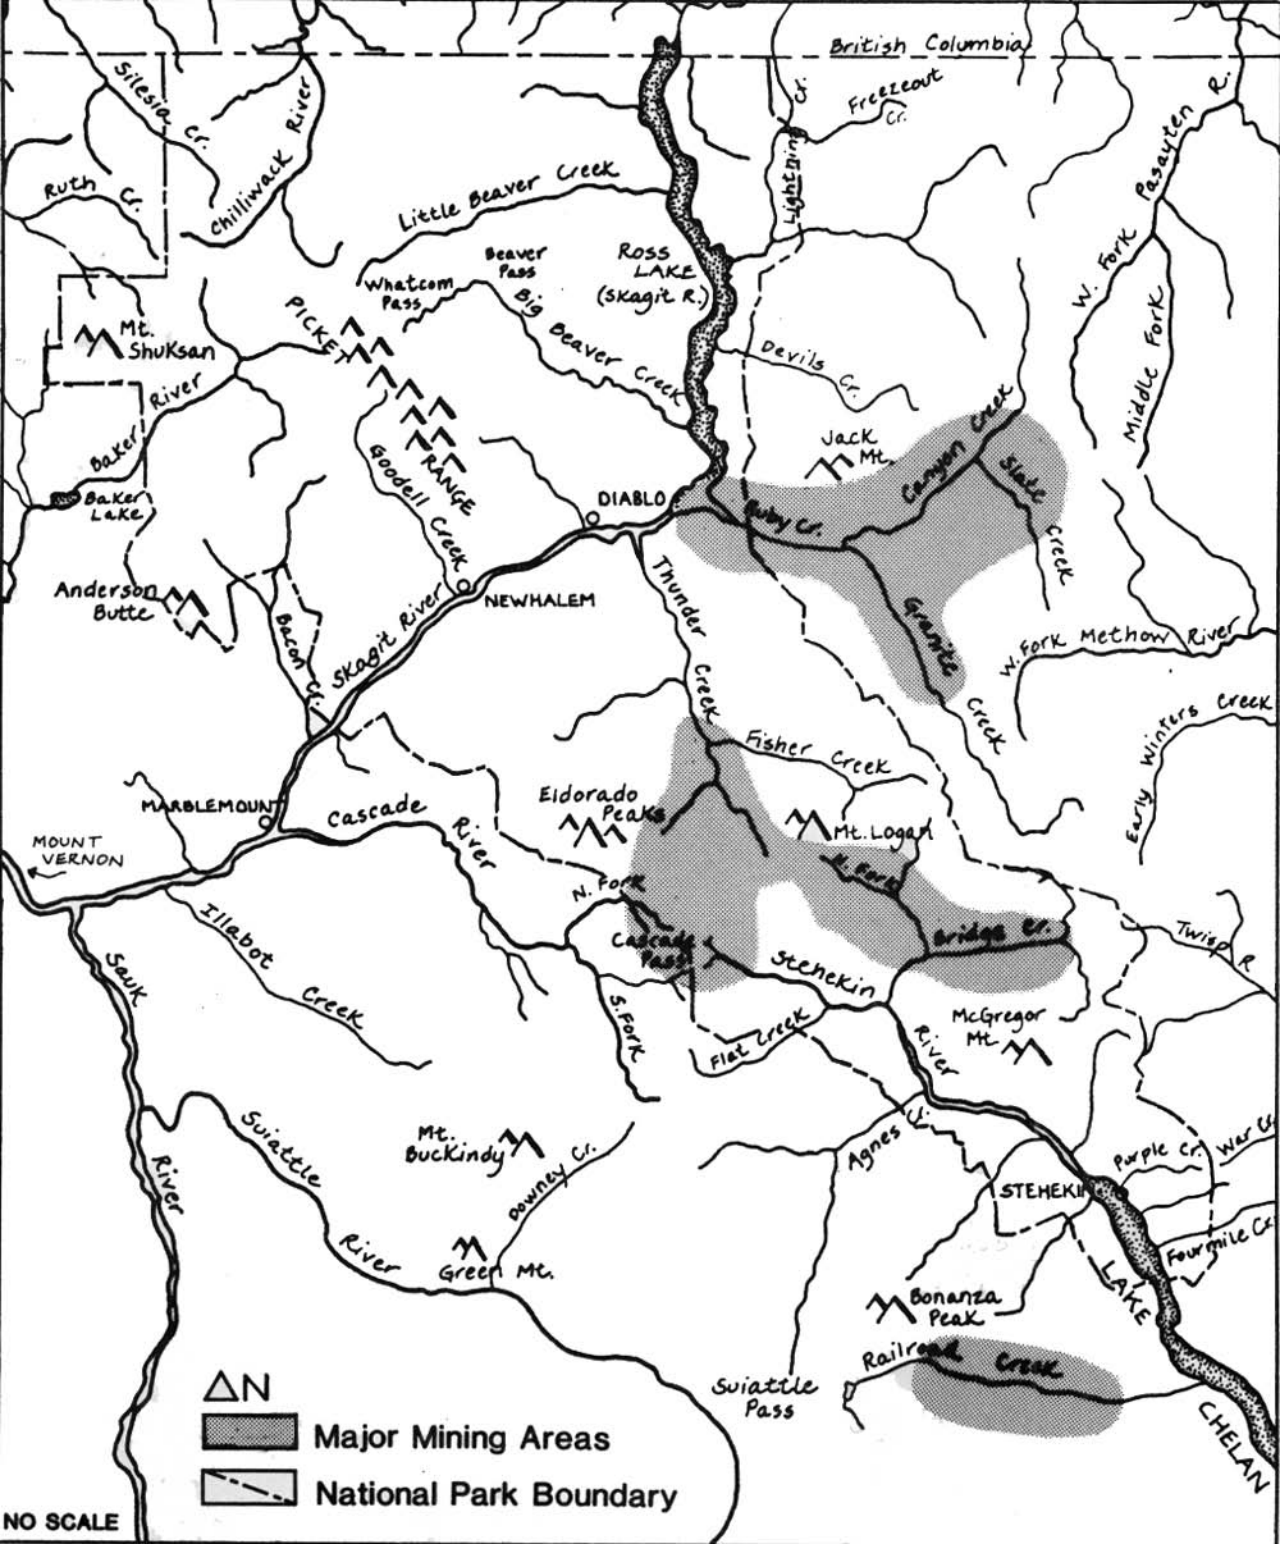 British Columbia
Silesia Cr.
Chilliwack River
Ruth Cr.
Little Beaver Creek
Lightning Cr.
Freezeout
Cr.
Pasayten R.
W. Fork
Middle Fork
Beaver
Pass
Whatcom
Pass
Big Beaver Creek
ROSS
LAKE
(Skagit R.)
PICKET
RANGE
Mt.
Shuksan
Baker River
Baker
Lake
Devils Cr.
Jack
Mt.
Canyon Creek
Slate
Creek
Goodell Creek
DIABLO
Ruby Cr.
NEWHALEM
Skagit River
Anderson
Butte
Bacon Cr.
Thunder
Creek
Granite
Creek
W. Fork Methow River
Early Winters Creek
Fisher Creek
Eldorado
Peaks
Mt. Logan
MARBLEMOUNT
Cascade
River
MOUNT
VERNON
N. Fork
N. Fork
Bridge Cr.
Cascade
Pass
Stehekin
River
Twisp
R
Illabot
Creek
Sauk
River
S. Fork
Flat Creek
McGregor
Mt.
Suiattle
River
Mt.
Buckindy
Downey Cr.
Agnes Cr.
Purple Cr.
War Cr.
STEHEKIN
Fourmile Cr.
Green Mt.
LAKE
CHELAN
Bonanza
Peak
Railroad Creek
Suiattle
Pass
△N
Major Mining Areas
National Park Boundary
NO SCALE